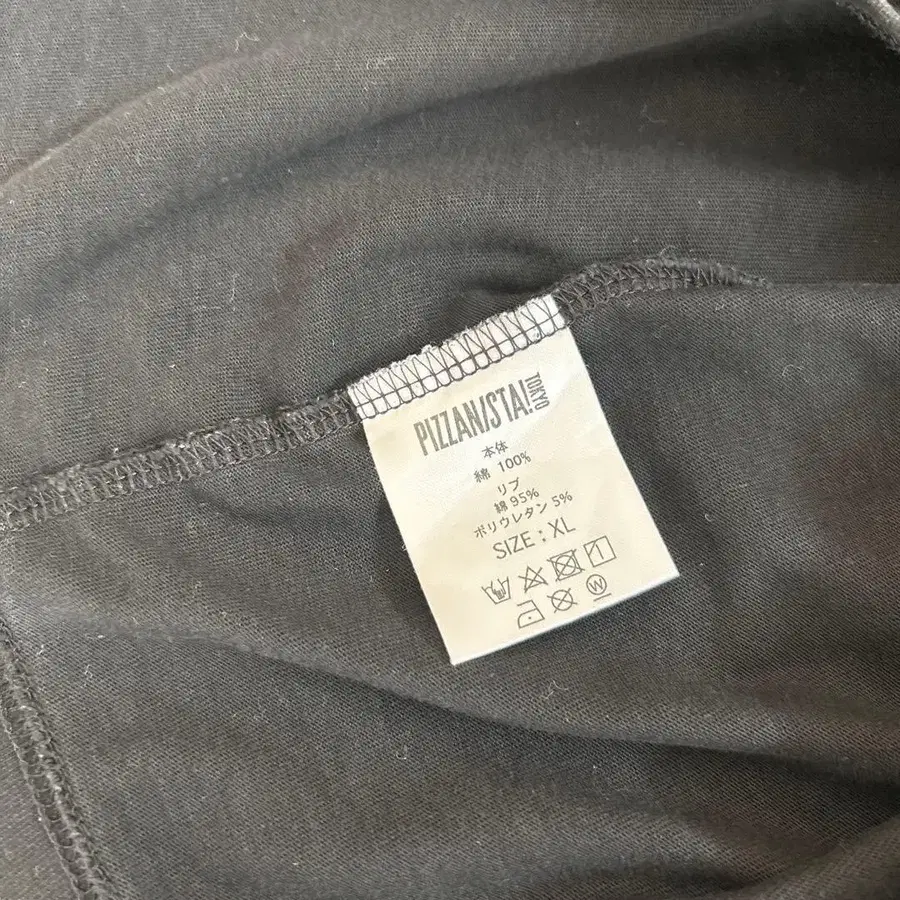 PIZZANISTA! TOKYO
本体
綿 100%
リブ
綿 95%
ポリウレタン 5%
SIZE : XL
W